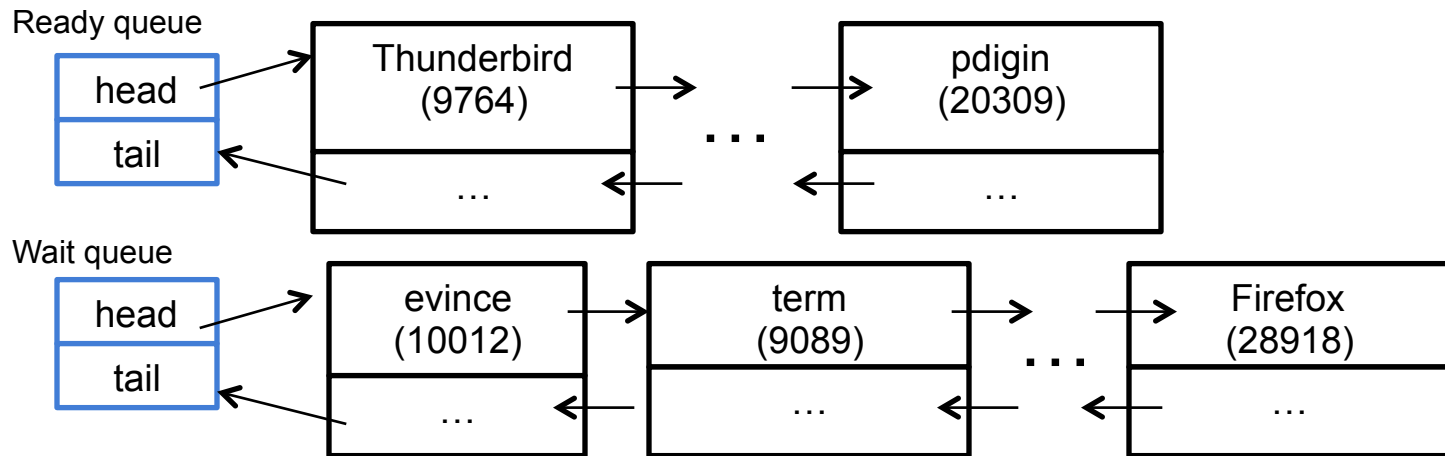 Ready queue
head
tail
Thunderbird
(9764)
...
...
pdigin
(20309)
...
Wait queue
head
tail
evince
(10012)
...
term
(9089)
...
...
Firefox
(28918)
...